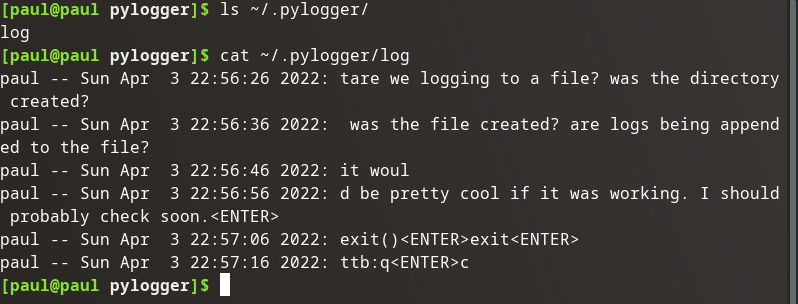 [paul@paul pylogger]$ ls ~/.pylogger/
log
[paul@paul pylogger]$ cat ~/.pylogger/log
paul -- Sun Apr  3 22:56:26 2022: tare we logging to a file? was the directory
 created?
paul -- Sun Apr  3 22:56:36 2022:  was the file created? are logs being append
ed to the file?
paul -- Sun Apr  3 22:56:46 2022: it woul
paul -- Sun Apr  3 22:56:56 2022: d be pretty cool if it was working. I should
 probably check soon.<ENTER>
paul -- Sun Apr  3 22:57:06 2022: exit()<ENTER>exit<ENTER>
paul -- Sun Apr  3 22:57:16 2022: ttb:q<ENTER>c
[paul@paul pylogger]$